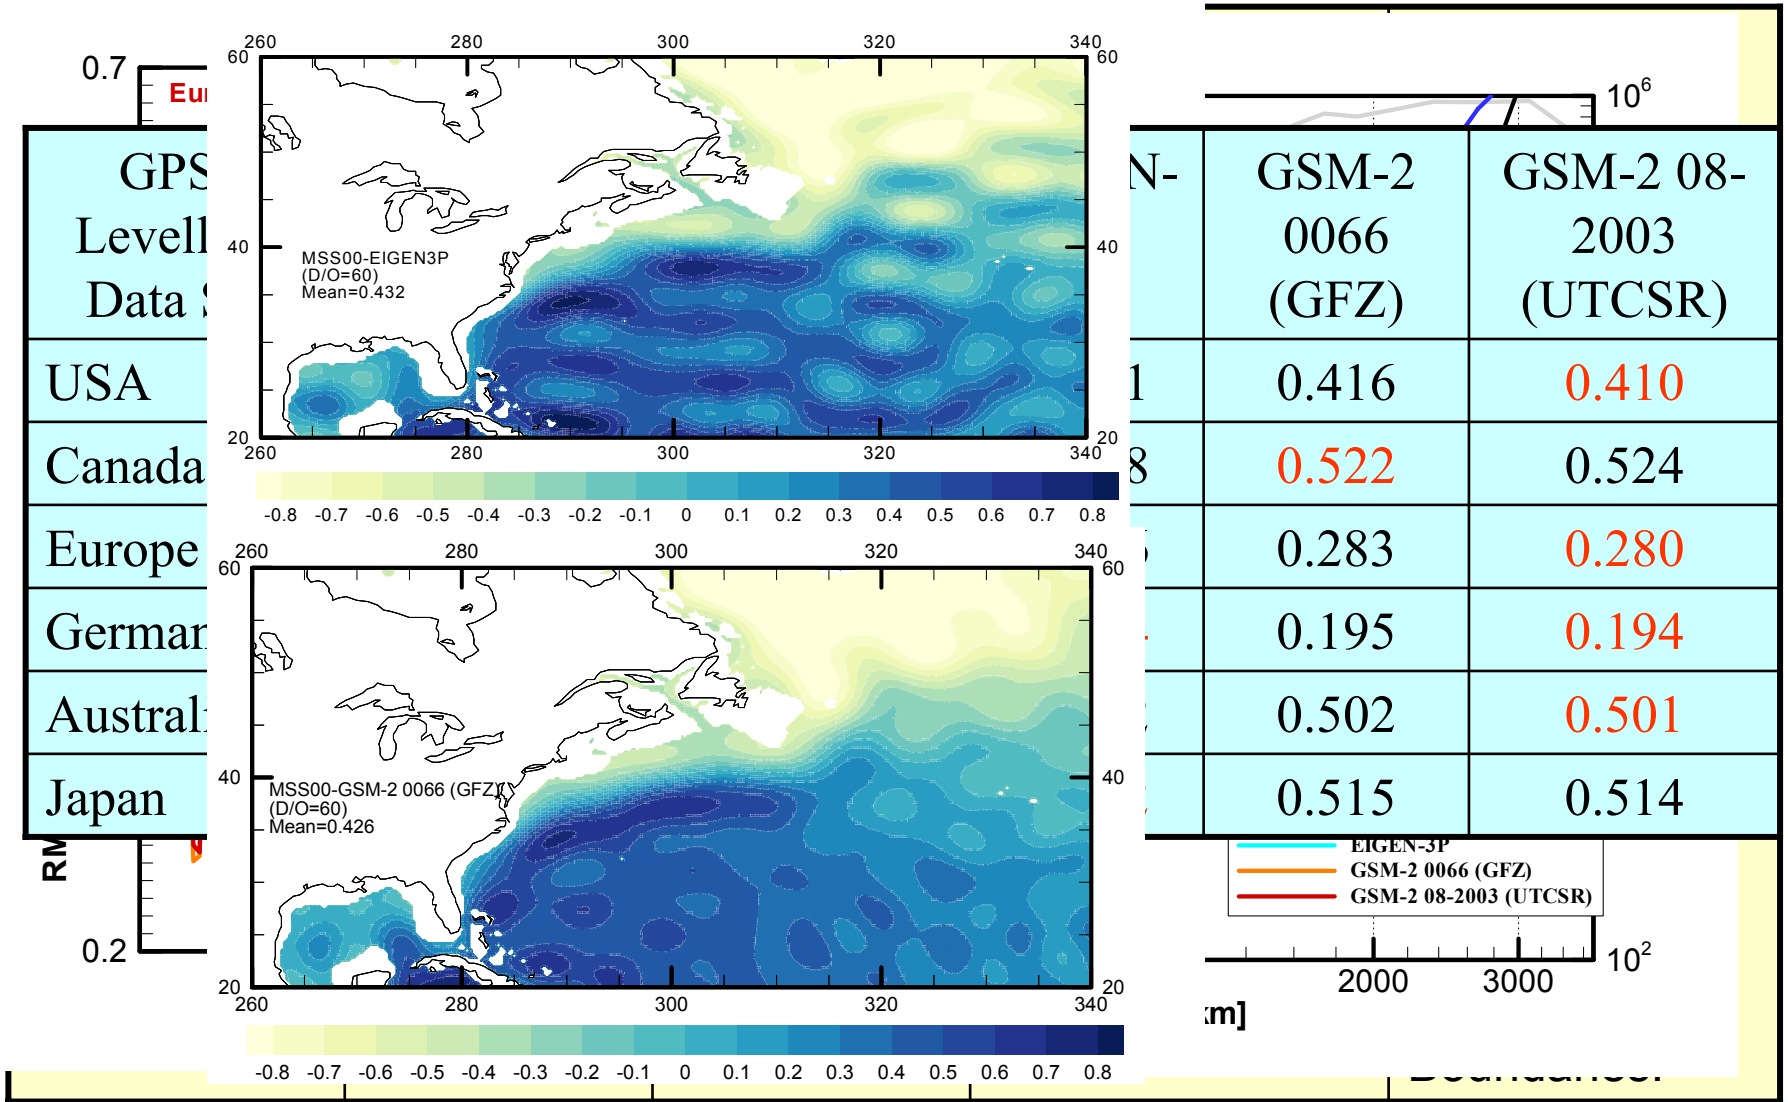 0.7
Eur
RM
0.2
10⁶
10²
EIGEN-3P
GSM-2 0066 (GFZ)
GSM-2 08-2003 (UTCSR)
2000 3000
km]
GPS
Levell
Data S
N-
GSM-2
0066
(GFZ)
GSM-2 08-
2003
(UTCSR)
USA 1 0.416 0.410
Canada 8 0.522 0.524
Europe 0.283 0.280
German 0.195 0.194
Austral 0.502 0.501
Japan 0.515 0.514
260 280 300 320 340
60 60
40 40
20 20
260 280 300 320 340
MSS00-EIGEN3P
(D/O=60)
Mean=0.432
-0.8 -0.7 -0.6 -0.5 -0.4 -0.3 -0.2 -0.1 0 0.1 0.2 0.3 0.4 0.5 0.6 0.7 0.8
260 280 300 320 340
60 60
40 40
20 20
260 280 300 320 340
MSS00-GSM-2 0066 (GFZ)
(D/O=60)
Mean=0.426
-0.8 -0.7 -0.6 -0.5 -0.4 -0.3 -0.2 -0.1 0 0.1 0.2 0.3 0.4 0.5 0.6 0.7 0.8